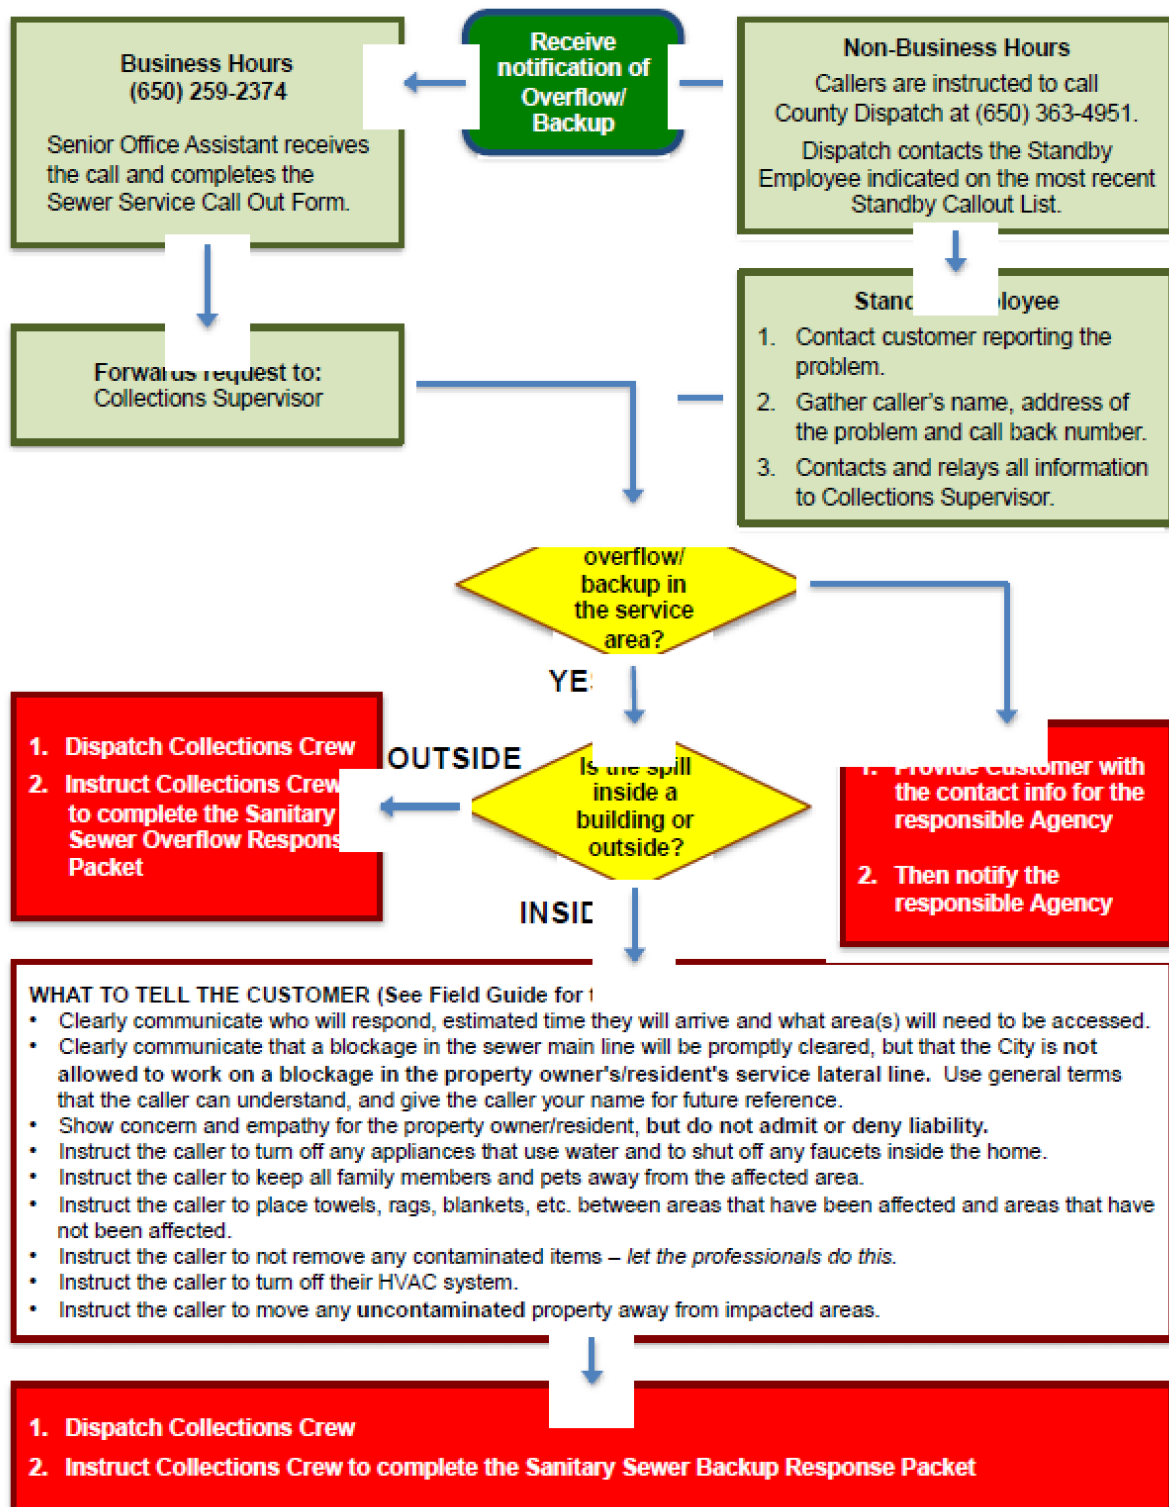 Receive
notification of
Overflow/
Backup
Business Hours
(650) 259-2374
Senior Office Assistant receives
the call and completes the
Sewer Service Call Out Form.
Non-Business Hours
Callers are instructed to call
County Dispatch at (650) 363-4951.
Dispatch contacts the Standby
Employee indicated on the most recent
Standby Callout List.
Forwards request to:
Collections Supervisor
1. Contact customer reporting the
problem.
2. Gather caller's name, address of
the problem and call back number.
3. Contacts and relays all information
to Collections Supervisor.
overflow/
backup in
the service
area?
1. Dispatch Collections Crew
2. Instruct Collections Crew
to complete the Sanitary
Sewer Overflow
Packet
OUTSIDE
Is the spill
inside a
building or
outside?
1. Provide Customer with
the contact info for the
responsible Agency
2. Then notify the
responsible Agency
WHAT TO TELL THE CUSTOMER (See Field Guide for
• Clearly communicate who will respond, estimated time they will arrive and what area(s) will need to be accessed.
• Clearly communicate that a blockage in the sewer main line will be promptly cleared, but that the City is not
allowed to work on a blockage in the property owner's/resident's service lateral line. Use general terms
that the caller can understand, and give the caller your name for future reference.
• Show concern and empathy for the property owner/resident, but do not admit or deny liability.
• Instruct the caller to turn off any appliances that use water and to shut off any faucets inside the home.
• Instruct the caller to keep all family members and pets away from the affected area.
• Instruct the caller to place towels, rags, blankets, etc. between areas that have been affected and areas that have
not been affected.
• Instruct the caller to not remove any contaminated items – let the professionals do this.
• Instruct the caller to turn off their HVAC system.
• Instruct the caller to move any uncontaminated property away from impacted areas.
1. Dispatch Collections Crew
2. Instruct Collections Crew to complete the Sanitary Sewer Backup Response Packet